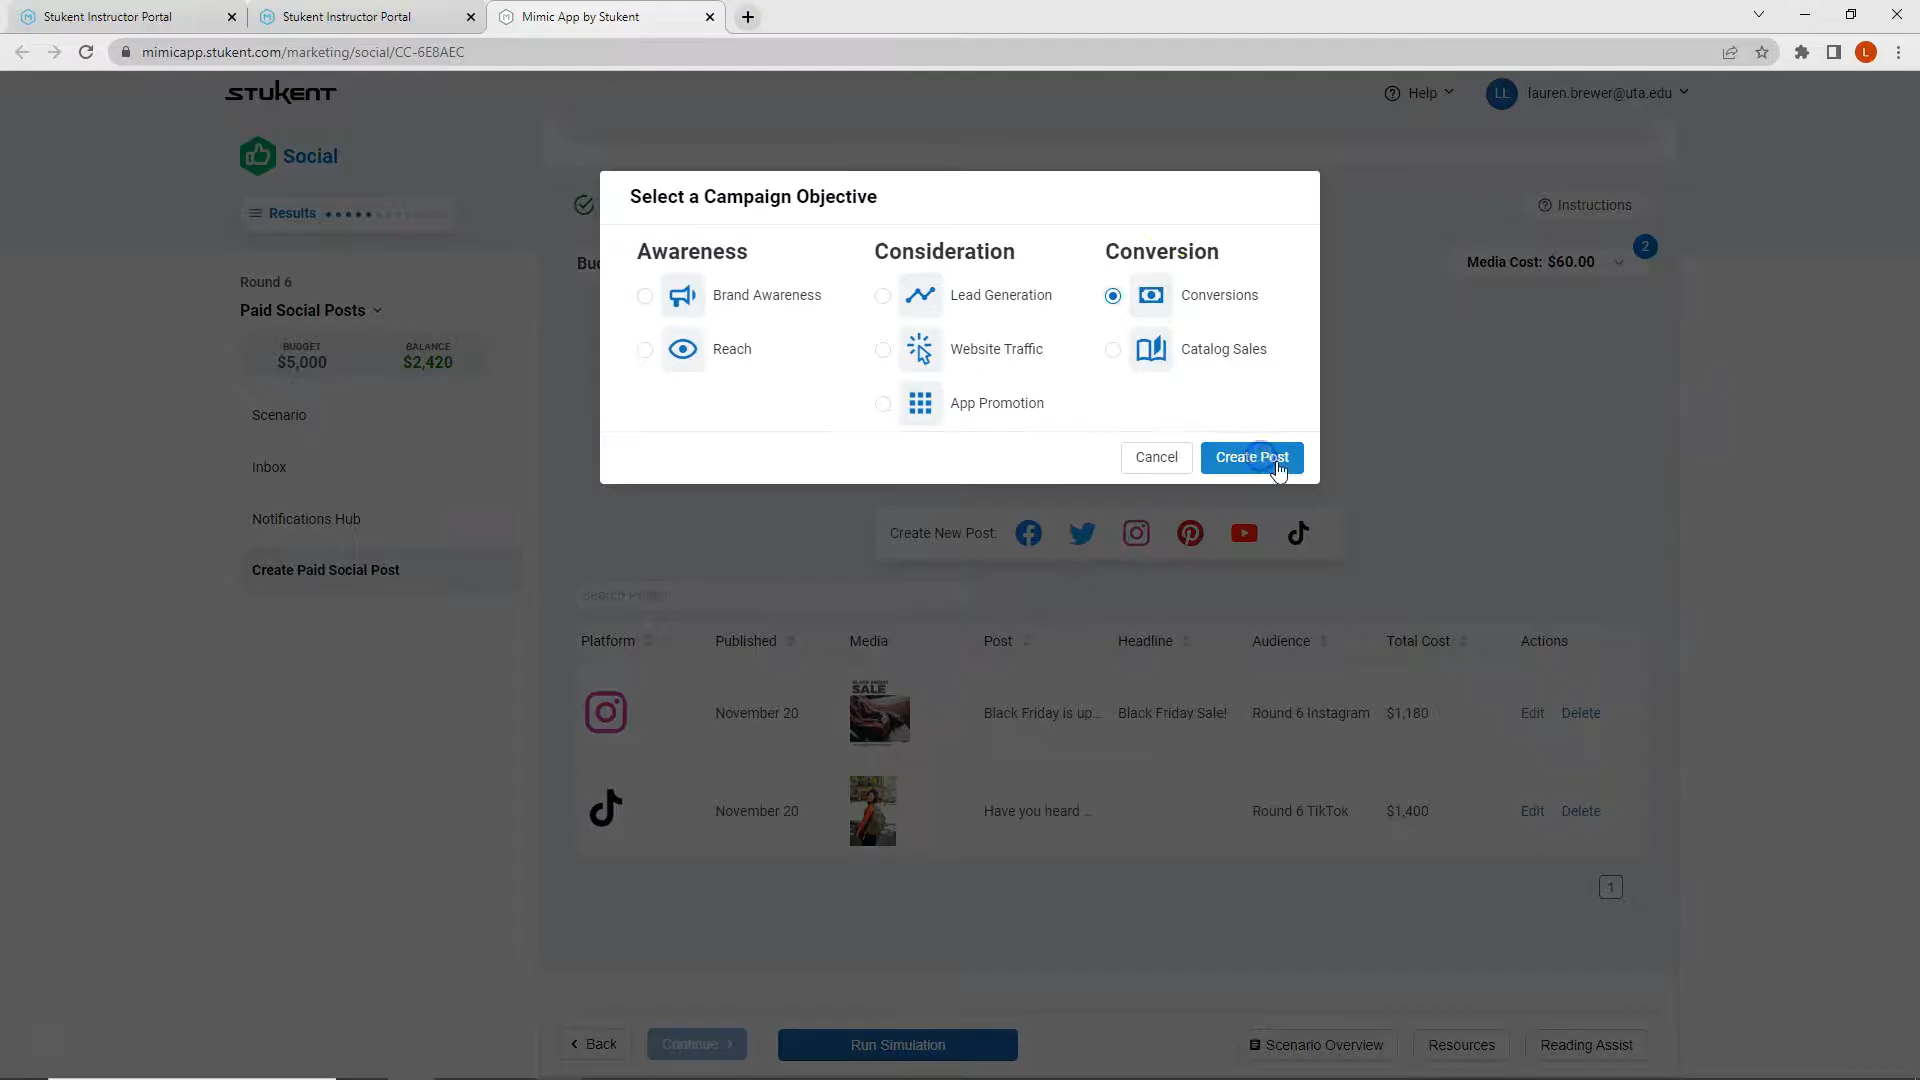 Stukent Instructor Portal
Stukent Instructor Portal
Mimic App by Stukent
mimicapp.stukent.com/marketing/social/CC-6E8AEC
L
STUKENT
Help
LL
lauren.brewer@uta.edu
Social
Results
Instructions
Select a Campaign Objective
Awareness
Consideration
Conversion
Brand Awareness
Lead Generation
Conversions
Reach
Website Traffic
Catalog Sales
App Promotion
Cancel
Create Post
Media Cost: $60.00
2
Round 6
Paid Social Posts
BUDGET
BALANCE
$5,000
$2,420
Scenario
Inbox
Notifications Hub
Create Paid Social Post
Create New Post:
Platform
Published
Media
Post
Headline
Audience
Total Cost
Actions
BLACK FRIDAY
SALE
November 20
Black Friday is up...
Black Friday Sale!
Round 6 Instagram
$1,180
Edit
Delete
November 20
Have you heard ...
Round 6 TikTok
$1,400
Edit
Delete
1
Back
Continue
Run Simulation
Scenario Overview
Resources
Reading Assist